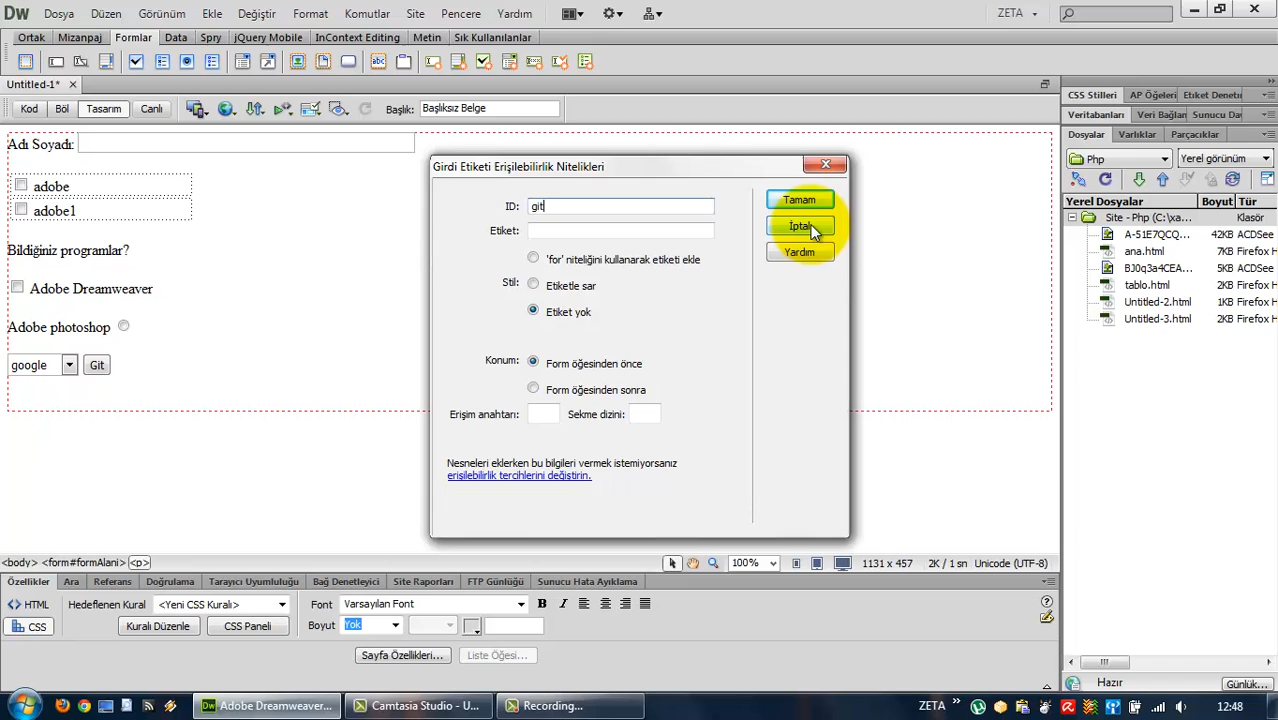 Dw Dosya Düzen Görünüm Ekle Değiştir Format Komutlar Site Pencere Yardım ZETA
Ortak Mizanpaj Formlar Data Spry jQuery Mobile InContext Editing Metin Sık Kullanılanlar
Untitled-1*
Kod Böl Tasarım Canlı Başlık: Başlıksız Belge
CSS Stilleri AP Öğeleri Etiket Denetı
Veritabanları Veri Bağlan Sunucu Da
Dosyalar Varlıklar Parçacıklar
Php Yerel görünüm
Yerel Dosyalar Boyut Tür
Site - Php (C:\xa... Klasör
A-51E7QCQ... 42KB ACDSee
ana.html 2KB Firefox H
BJ0q3a4CEA... ACDSee
tablo.html 2KB Firefox H
Untitled-2.html 1KB Firefox H
Untitled-3.html 2KB Firefox H
Adı Soyadı:
adobe
adobe1
Bildiğiniz programlar?
Adobe Dreamweaver
Adobe photoshop
google Git
Girdi Etiketi Erişilebilirlik Nitelikleri
ID: git
Etiket:
'for' niteliğini kullanarak etiketi ekle
Stil: Etiketle sar
Etiket yok
Konum: Form öğesinden önce
Form öğesinden sonra
Erişim anahtarı: Sekme dizini:
Nesneleri eklerken bu bilgileri vermek istemiyorsanız
erişilebilirlik tercihlerini değiştirin.
Tamam
İptal
Yardım
<body> <form#formAlani> <p> 100% 1131 x 457 2K / 1 sn Unicode (UTF-8)
Özellikler Ara Referans Doğrulama Tarayıcı Uyumluluğu Bağ Denetleyici Site Raporları FTP Günlüğü Sunucu Hata Ayıklama
<> HTML Hedeflenen Kural <Yeni CSS Kuralı> Font Varsayılan Font B I
CSS Kuralı Düzenle CSS Paneli Boyut Yok
Sayfa Özellikleri... Liste Öğesi...
Hazır Günlük...
Adobe Dreamweaver... Camtasia Studio - U... Recording... ZETA » 12:48